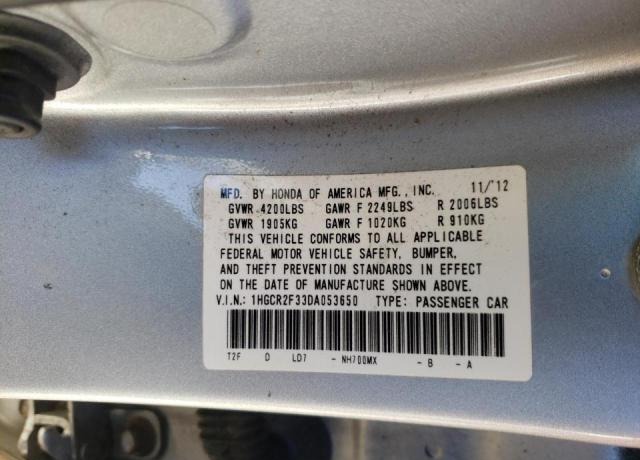 MFD. BY HONDA OF AMERICA MFG., INC. 11/'12
GVWR 4200LBS GAWR F 2249LBS R 2006LBS
GVWR 1905KG GAWR F 1020KG R 910KG
THIS VEHICLE CONFORMS TO ALL APPLICABLE
FEDERAL MOTOR VEHICLE SAFETY, BUMPER,
AND THEFT PREVENTION STANDARDS IN EFFECT
ON THE DATE OF MANUFACTURE SHOWN ABOVE.
V.I.N.: 1HGCR2F33DA053650 TYPE: PASSENGER CAR
T2F D LD7 - NH700MX - B - A